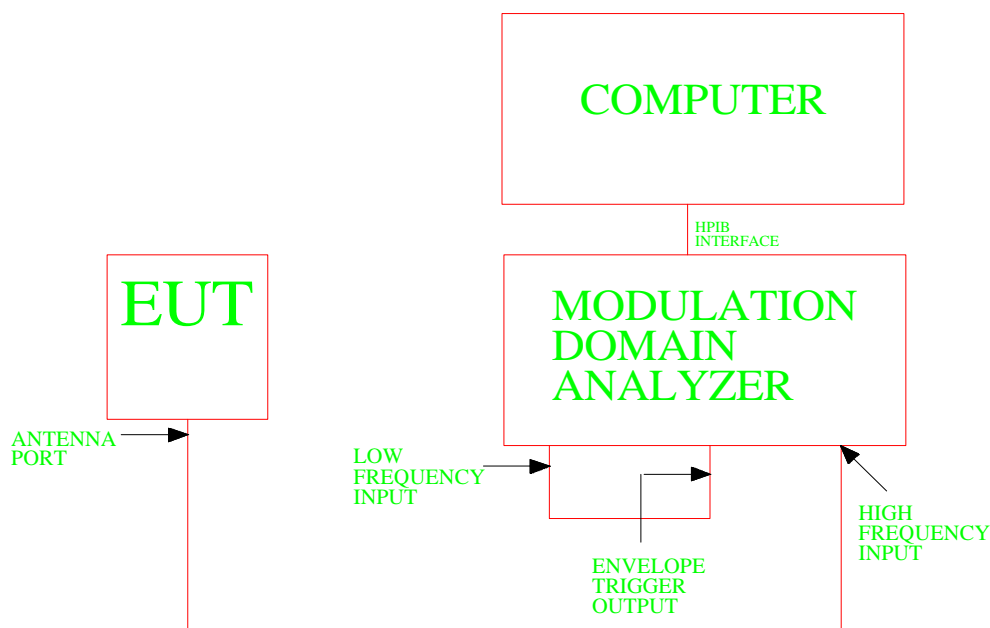 COMPUTER
HPIB
INTERFACE
EUT
MODULATION
DOMAIN
ANALYZER
ANTENNA
PORT
LOW
FREQUENCY
INPUT
ENVELOPE
TRIGGER
OUTPUT
HIGH
FREQUENCY
INPUT